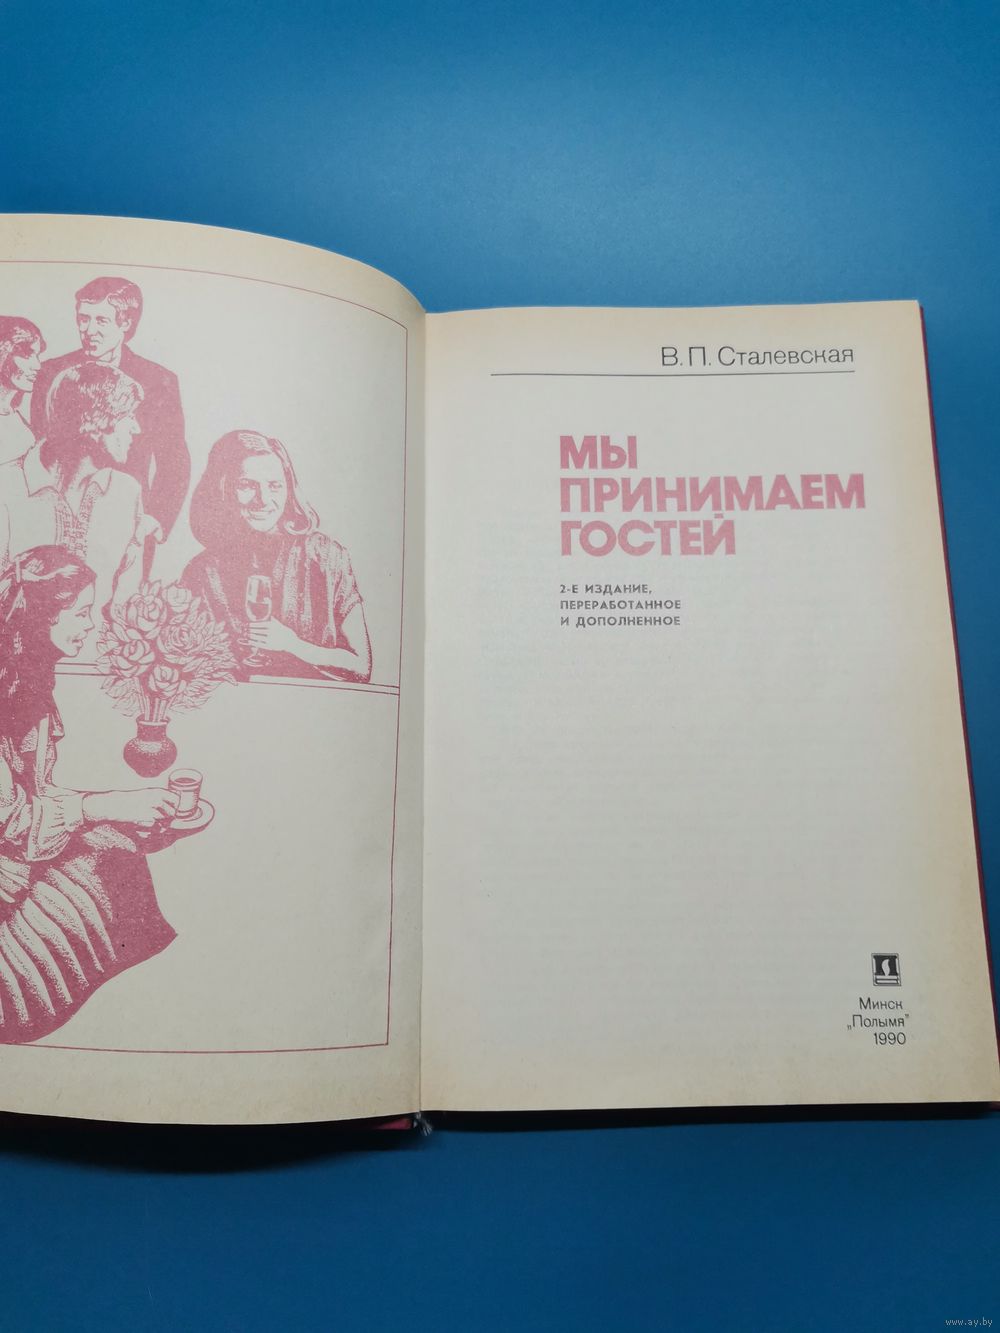 В. П. Сталевская
МЫ
ПРИНИМАЕМ
ГОСТЕЙ
2-Е ИЗДАНИЕ,
ПЕРЕРАБОТАННОЕ
И ДОПОЛНЕННОЕ
Минск
„Полымя”
1990
www.ay.by